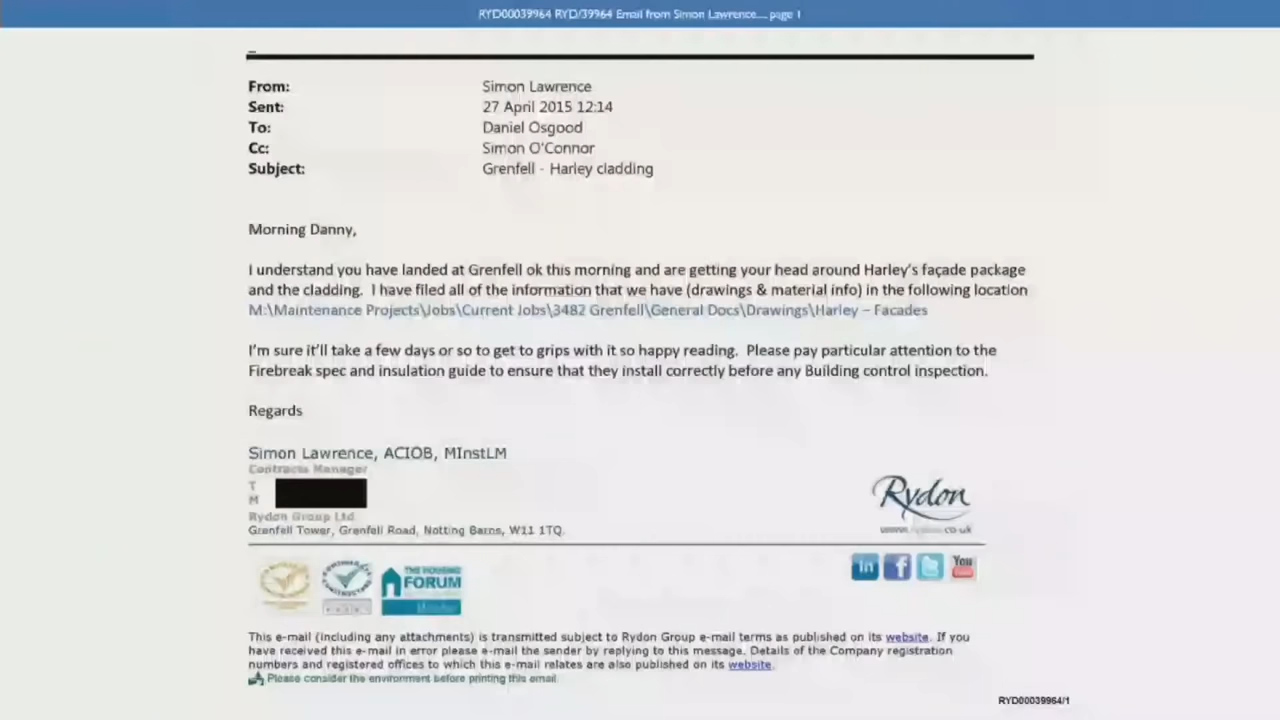 RYD00039964 RYD/39964 Email from Simon Lawrence.... page 1
From: Simon Lawrence
Sent: 27 April 2015 12:14
To: Daniel Osgood
Cc: Simon O'Connor
Subject: Grenfell - Harley cladding
Morning Danny,
I understand you have landed at Grenfell ok this morning and are getting your head around Harley's façade package
and the cladding. I have filed all of the information that we have (drawings & material info) in the following location
M:\Maintenance Projects\Jobs\Current Jobs\3482 Grenfell\General Docs\Drawings\Harley – Facades
I'm sure it'll take a few days or so to get to grips with it so happy reading. Please pay particular attention to the
Firebreak spec and insulation guide to ensure that they install correctly before any Building control inspection.
Regards
Simon Lawrence, ACIOB, MInstLM
Contracts Manager
T
M
Rydon Group Ltd
Grenfell Tower, Grenfell Road, Notting Barns, W11 1TQ.
Rydon
www.rydon.co.uk
THE HOUSING
FORUM
Member
in f t You
This e-mail (including any attachments) is transmitted subject to Rydon Group e-mail terms as published on its website. If you
have received this e-mail in error please e-mail the sender by replying to this message. Details of the Company registration
numbers and registered offices to which this e-mail relates are also published on its website.
Please consider the environment before printing this email.
RYD00039964/1